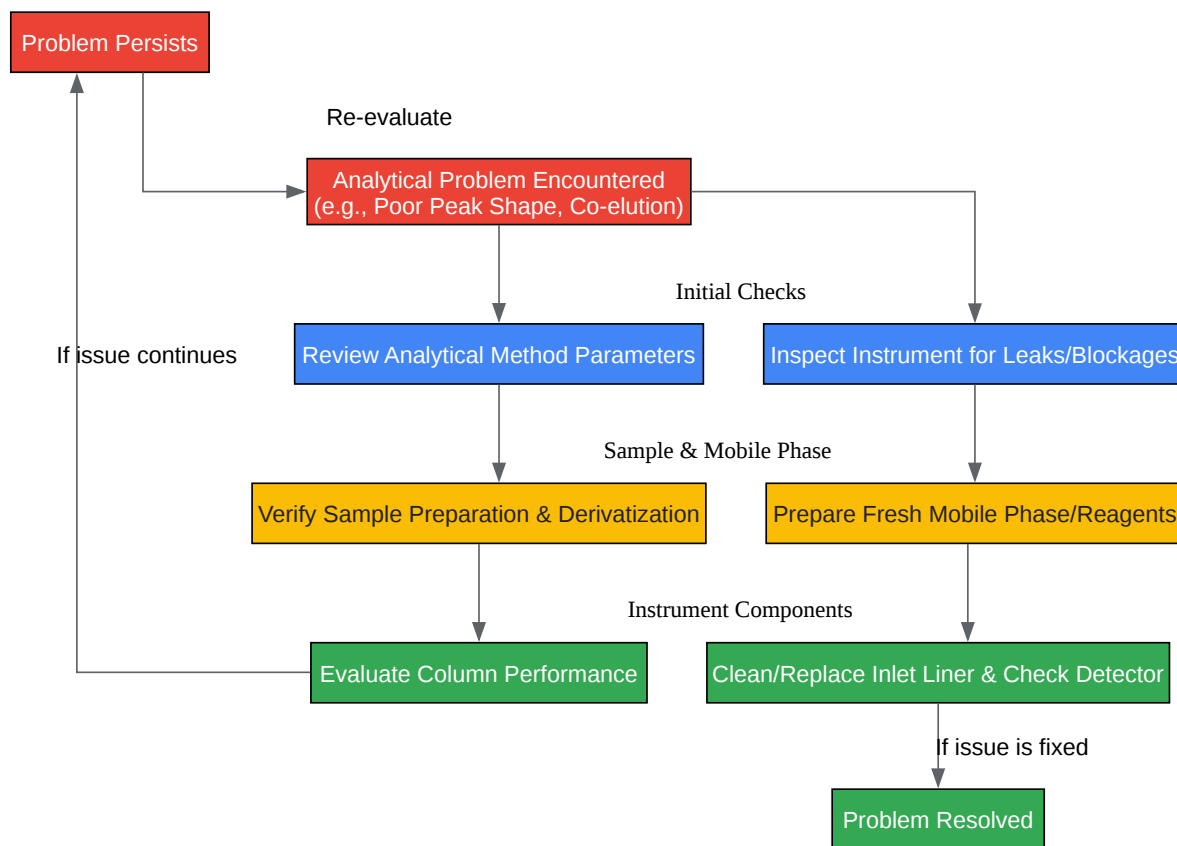 Problem Persists
Re-evaluate
Analytical Problem Encountered
(e.g., Poor Peak Shape, Co-elution)
Initial Checks
If issue continues
Review Analytical Method Parameters
Inspect Instrument for Leaks/Blockages
Sample & Mobile Phase
Verify Sample Preparation & Derivatization
Prepare Fresh Mobile Phase/Reagents
Instrument Components
Evaluate Column Performance
Clean/Replace Inlet Liner & Check Detector
If issue is fixed
Problem Resolved